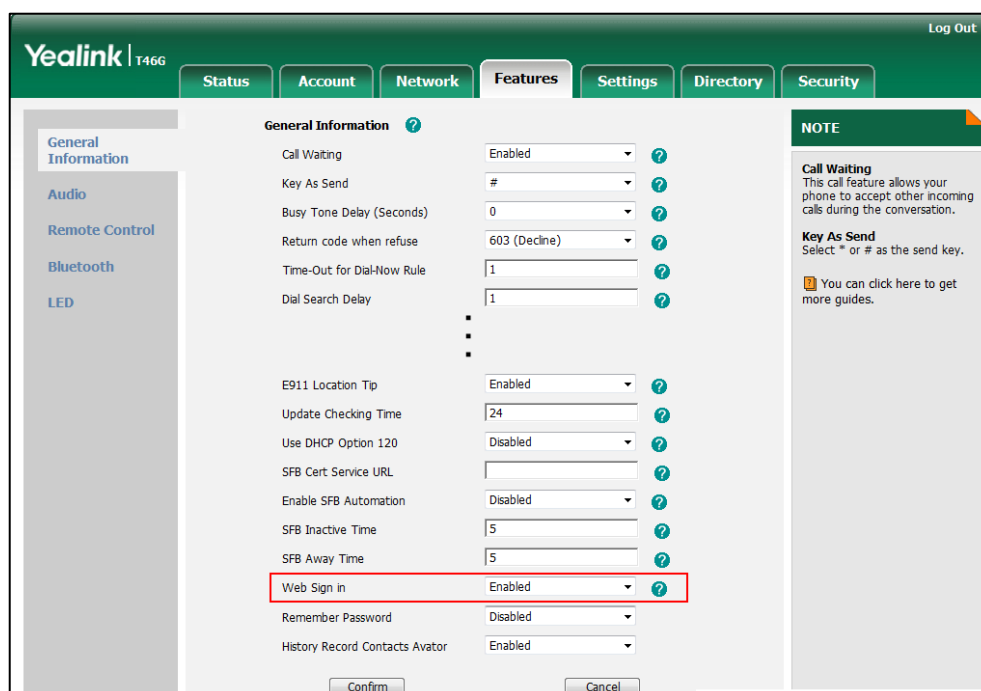 Log Out
Yealink | T46G
Status Account Network Features Settings Directory Security
General
Information
Audio
Remote Control
Bluetooth
LED
General Information ?
Call Waiting Enabled ?
Key As Send # ?
Busy Tone Delay (Seconds) 0 ?
Return code when refuse 603 (Decline) ?
Time-Out for Dial-Now Rule 1 ?
Dial Search Delay 1 ?
E911 Location Tip Enabled ?
Update Checking Time 24 ?
Use DHCP Option 120 Disabled ?
SFB Cert Service URL ?
Enable SFB Automation Disabled ?
SFB Inactive Time 5 ?
SFB Away Time 5 ?
Web Sign in Enabled ?
Remember Password Disabled
History Record Contacts Avator Enabled
Confirm Cancel
NOTE
Call Waiting
This call feature allows your
phone to accept other incoming
calls during the conversation.
Key As Send
Select * or # as the send key.
? You can click here to get
more guides.